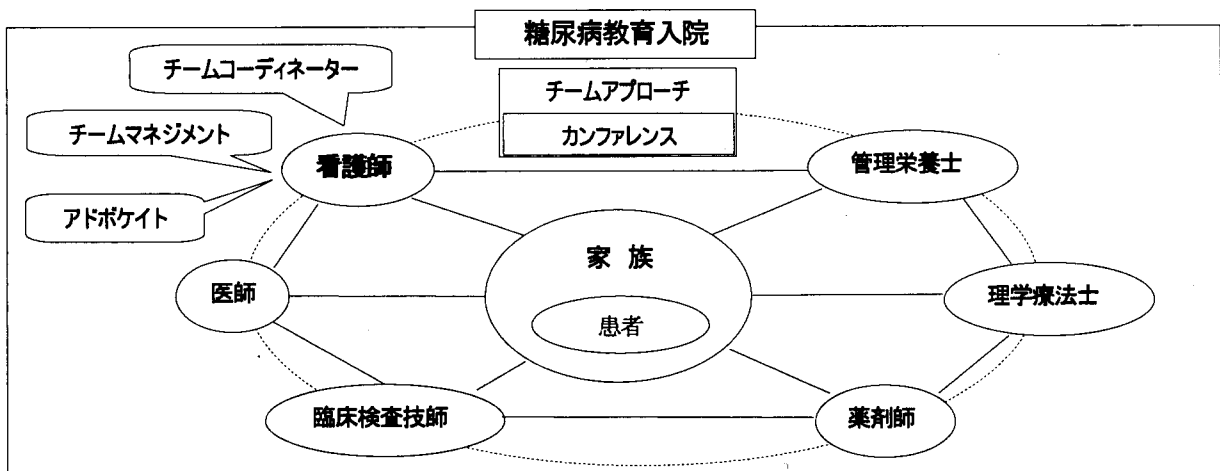 糖尿病教育入院
チームコーディネーター
チームアプローチ
カンファレンス
チームマネジメント
看護師
管理栄養士
アドボケイト
家 族
医師
理学療法士
患者
臨床検査技師
薬剤師